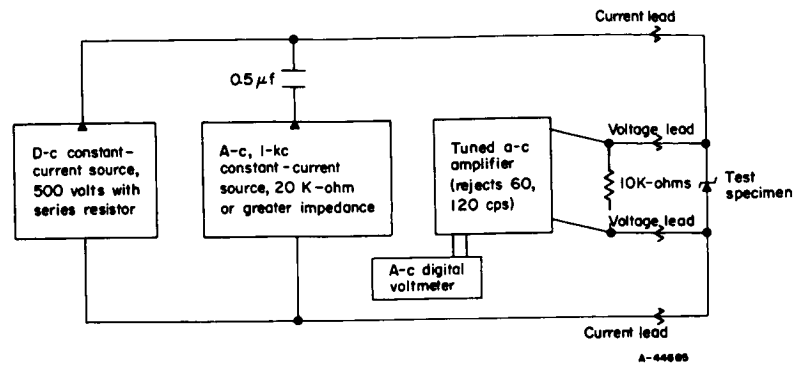 Current lead
0.5 μf
D-c constant-
current source,
500 volts with
series resistor
A-c, 1-kc
constant-current
source, 20 K-ohm
or greater impedance
Tuned a-c
amplifier
(rejects 60,
120 cps)
Voltage lead
10K-ohms
Test
specimen
Voltage lead
A-c digital
voltmeter
Current lead
A-44685